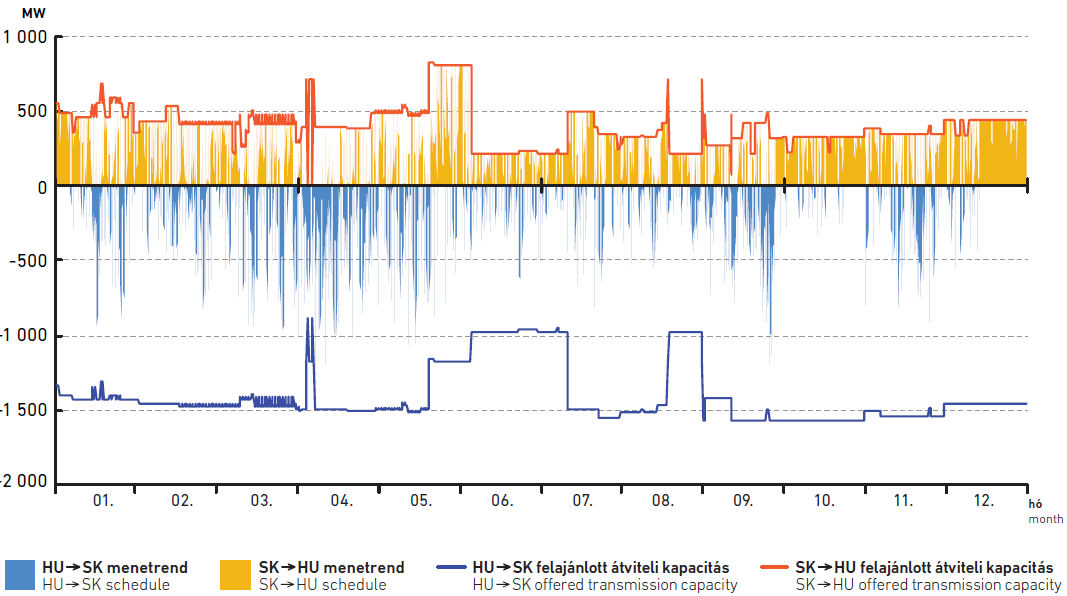 MW
1 000
500
0
-500
-1 000
-1 500
-2 000
01. 02. 03. 04. 05. 06. 07. 08. 09. 10. 11. 12.
hó
month
HU→SK menetrend
HU→SK schedule
SK→HU menetrend
SK→HU schedule
HU→SK felajánlott átviteli kapacitás
HU→SK offered transmission capacity
SK→HU felajánlott átviteli kapacitás
SK→HU offered transmission capacity